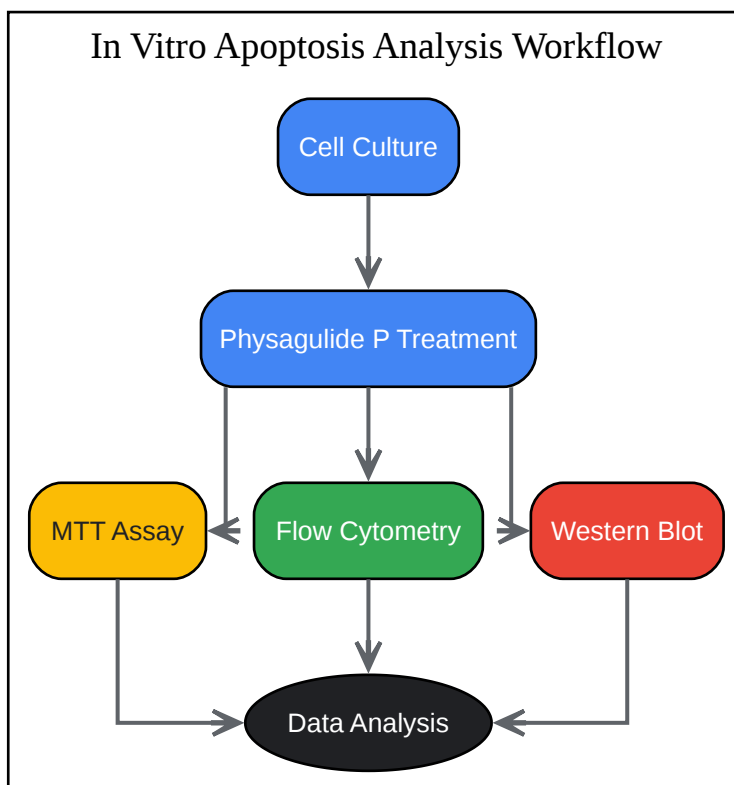 In Vitro Apoptosis Analysis Workflow
Cell Culture
Physagulide P Treatment
MTT Assay
Flow Cytometry
Western Blot
Data Analysis